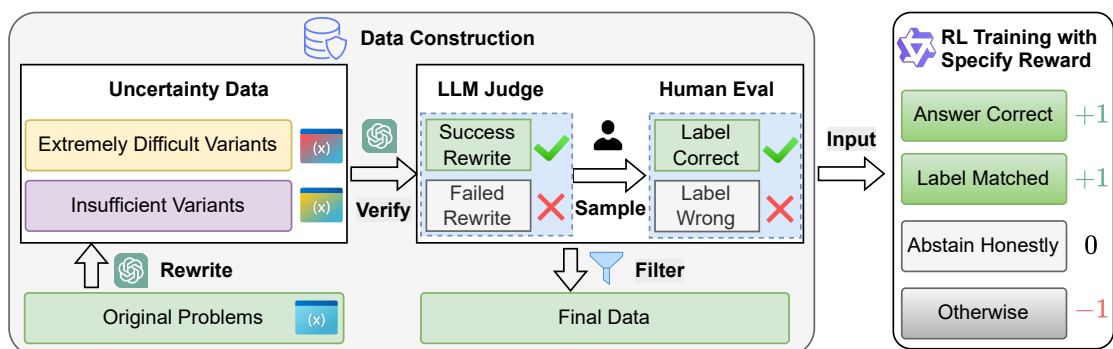 Data Construction
Uncertainty Data
Extremely Difficult Variants
(x)
Insufficient Variants
(x)
Rewrite
Original Problems
(x)
Verify
LLM Judge
Success
Rewrite
Failed
Rewrite
Sample
Human Eval
Label
Correct
Label
Wrong
Filter
Final Data
Input
RL Training with
Specify Reward
Answer Correct +1
Label Matched +1
Abstain Honestly 0
Otherwise −1